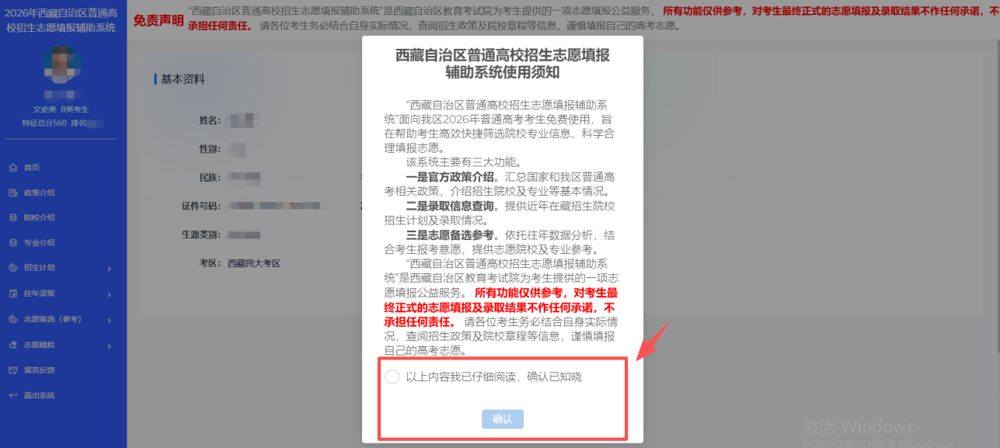 2026年西藏自治区普通高
校招生志愿填报辅助系统
文史类 B类考生
特征总分560 排名
首页
政策介绍
院校介绍
专业介绍
招生计划
往年录取
志愿备选（参考）
志愿模拟
留言反馈
退出系统
免责声明
“西藏自治区普通高校招生志愿填报辅助系统”是西藏自治区教育考试院为考生提供的一项志愿填报公益服务， 所有功能仅供参考，对考生最终正式的志愿填报及录取结果不作任何承诺，不
承担任何责任。 请各位考生务必结合自身实际情况，查阅招生政策及院校章程等信息，谨慎填报自己的高考志愿。
基本资料
姓名：
性别：
民族：
证件号码：
生源类别：
考区： 西藏民大考区
西藏自治区普通高校招生志愿填报
辅助系统使用须知
“西藏自治区普通高校招生志愿填报辅助系
统”面向我区2026年普通高考考生免费使用，旨
在帮助考生高效快捷筛选院校专业信息、科学合
理填报志愿。
该系统主要有三大功能。
一是官方政策介绍。汇总国家和我区普通高
考相关政策，介绍招生院校及专业等基本情况。
二是录取信息查询。提供近年在藏招生院校
招生计划及录取情况。
三是志愿备选参考。依托往年数据分析，结
合考生报考意愿，提供志愿院校及专业参考。
“西藏自治区普通高校招生志愿填报辅助系
统”是西藏自治区教育考试院为考生提供的一项志
愿填报公益服务。 所有功能仅供参考，对考生最
终正式的志愿填报及录取结果不作任何承诺，不
承担任何责任。 请各位考生务必结合自身实际情
况，查阅招生政策及院校章程等信息，谨慎填报
自己的高考志愿。
以上内容我已仔细阅读，确认已知晓
确认
激活 Windows
转到“设置”以激活 Windows